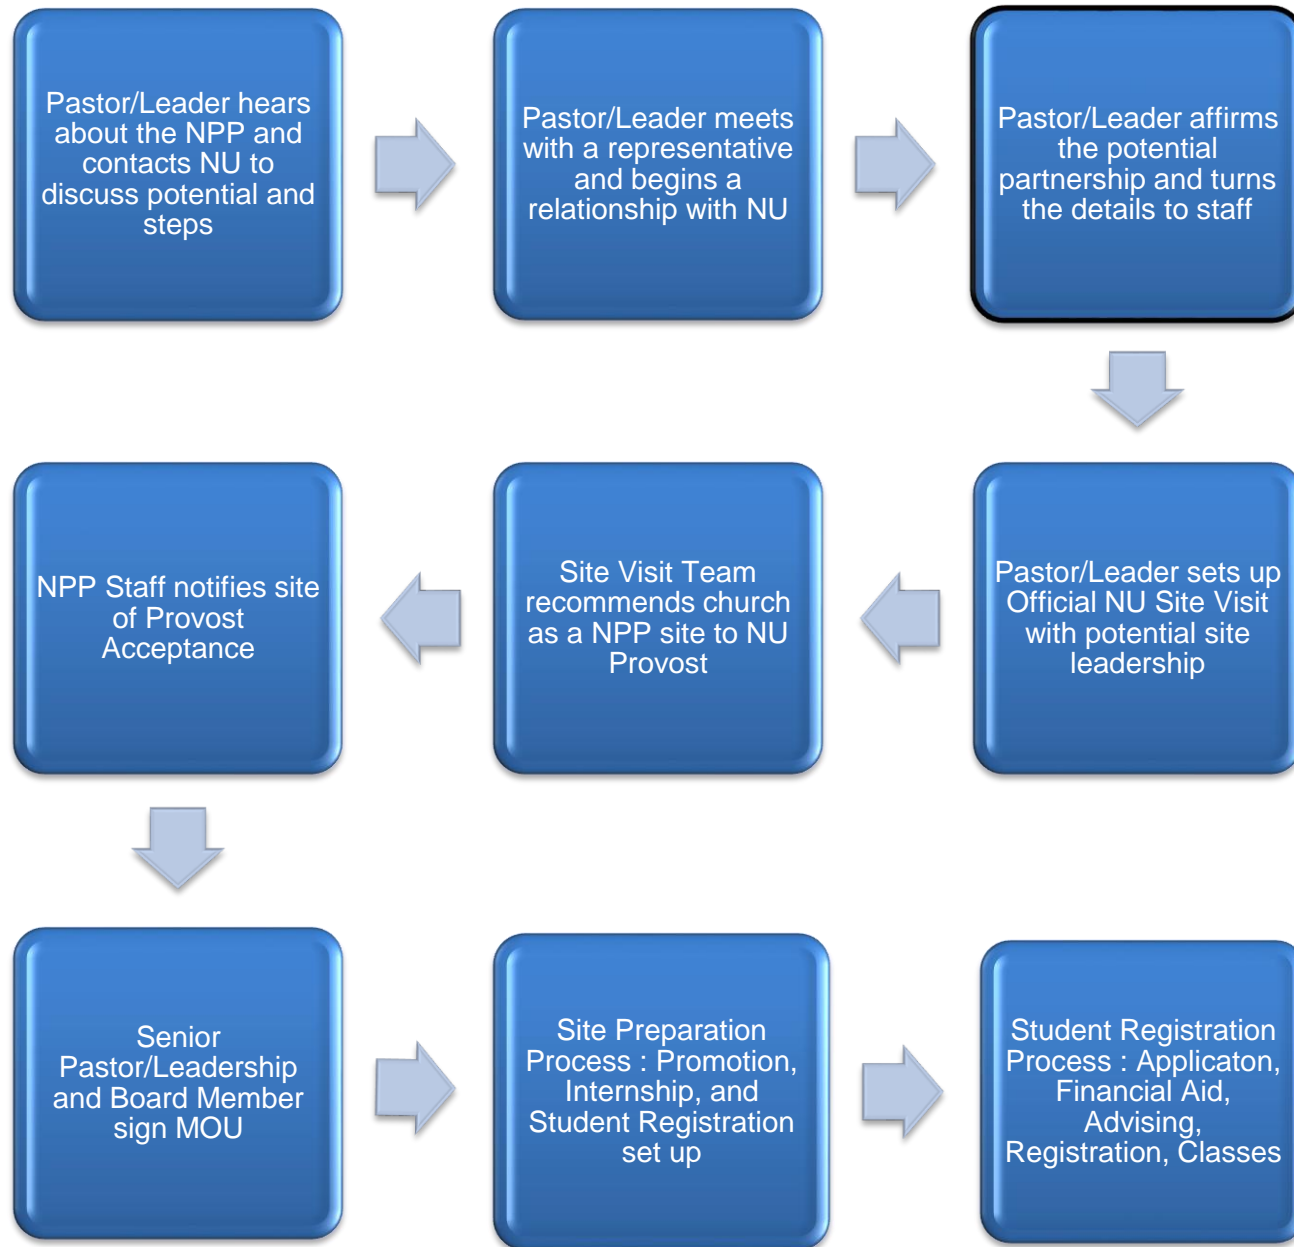 Pastor/Leader hears
about the NPP and
contacts NU to
discuss potential and
steps
Pastor/Leader meets
with a representative
and begins a
relationship with NU
Pastor/Leader affirms
the potential
partnership and turns
the details to staff
Pastor/Leader sets up
Official NU Site Visit
with potential site
leadership
Site Visit Team
recommends church
as a NPP site to NU
Provost
NPP Staff notifies site
of Provost
Acceptance
Senior
Pastor/Leadership
and Board Member
sign MOU
Site Preparation
Process : Promotion,
Internship, and
Student Registration
set up
Student Registration
Process : Applicaton,
Financial Aid,
Advising,
Registration, Classes